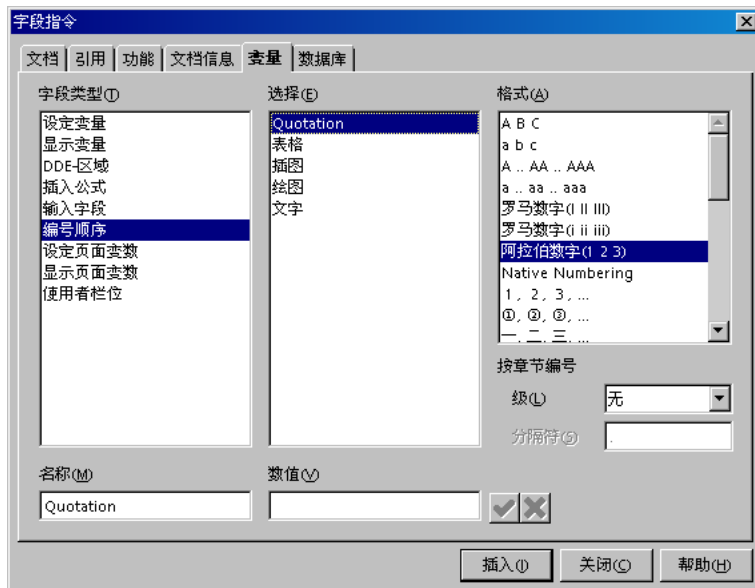 字段指令
文档 引用 功能 文档信息 变量 数据库
字段类型(T)
设定变量
显示变量
DDE-区域
插入公式
输入字段
编号顺序
设定页面变数
显示页面变数
使用者栏位
选择(E)
Quotation
表格
插图
绘图
文字
格式(A)
A B C
a b c
A .. AA .. AAA
a .. aa .. aaa
罗马数字(I II III)
罗马数字(i ii iii)
阿拉伯数字(1 2 3)
Native Numbering
1, 2, 3, ...
①, ②, ③, ...
一, 二, 三, ...
按章节编号
级(L) 无
分隔符(S) .
名称(M)
Quotation
数值(V)
插入(I) 关闭(C) 帮助(H)